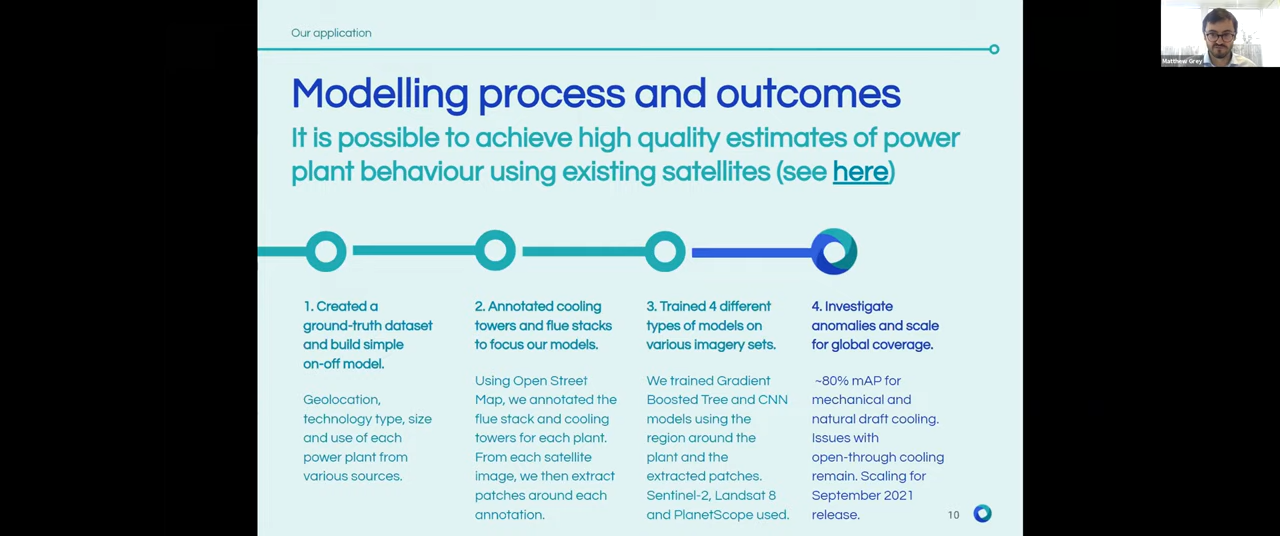 Our application
Matthew Grey
Modelling process and outcomes
It is possible to achieve high quality estimates of power
plant behaviour using existing satellites (see here)
1. Created a
ground-truth dataset
and build simple
on-off model.
Geolocation,
technology type, size
and use of each
power plant from
various sources.
2. Annotated cooling
towers and flue stacks
to focus our models.
Using Open Street
Map, we annotated the
flue stack and cooling
towers for each plant.
From each satellite
image, we then extract
patches around each
annotation.
3. Trained 4 different
types of models on
various imagery sets.
We trained Gradient
Boosted Tree and CNN
models using the
region around the
plant and the
extracted patches.
Sentinel-2, Landsat 8
and PlanetScope used.
4. Investigate
anomalies and scale
for global coverage.
~80% mAP for
mechanical and
natural draft cooling.
Issues with
open-through cooling
remain. Scaling for
September 2021
release.
10